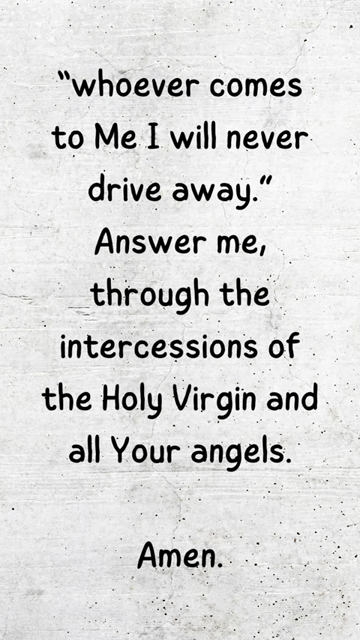 “whoever comes
to Me I will never
drive away.”
Answer me,
through the
intercessions of
the Holy Virgin and
all Your angels.
Amen.